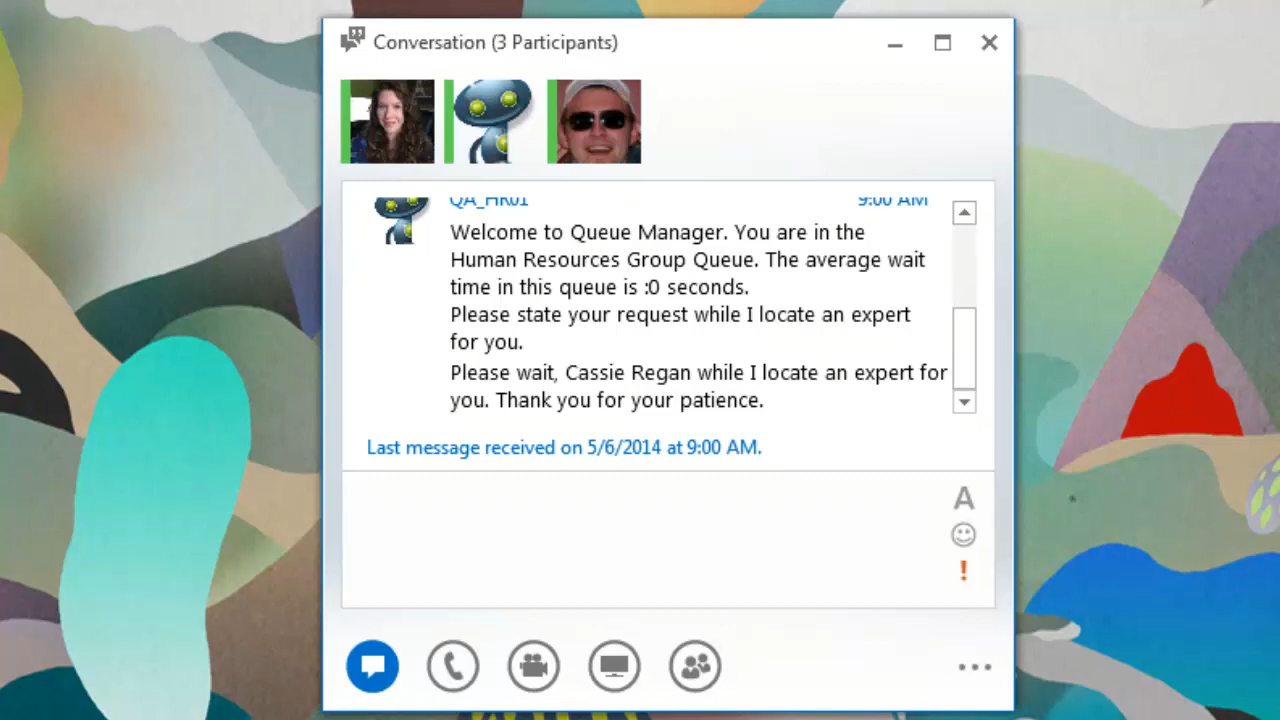 Conversation (3 Participants)
QA_HR01 9:00 AM
Welcome to Queue Manager. You are in the
Human Resources Group Queue. The average wait
time in this queue is :0 seconds.
Please state your request while I locate an expert
for you.
Please wait, Cassie Regan while I locate an expert for
you. Thank you for your patience.
Last message received on 5/6/2014 at 9:00 AM.
A
!